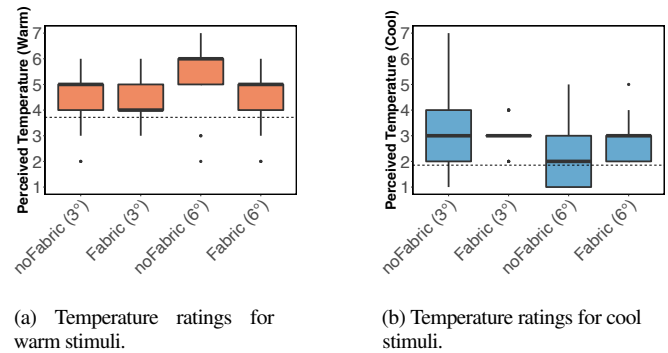 Perceived Temperature (Warm)
7
6
5
4
3
2
1
noFabric (3°)
Fabric (3°)
noFabric (6°)
Fabric (6°)
(a) Temperature ratings for
warm stimuli.
Perceived Temperature (Cool)
7
6
5
4
3
2
1
noFabric (3°)
Fabric (3°)
noFabric (6°)
Fabric (6°)
(b) Temperature ratings for cool
stimuli.